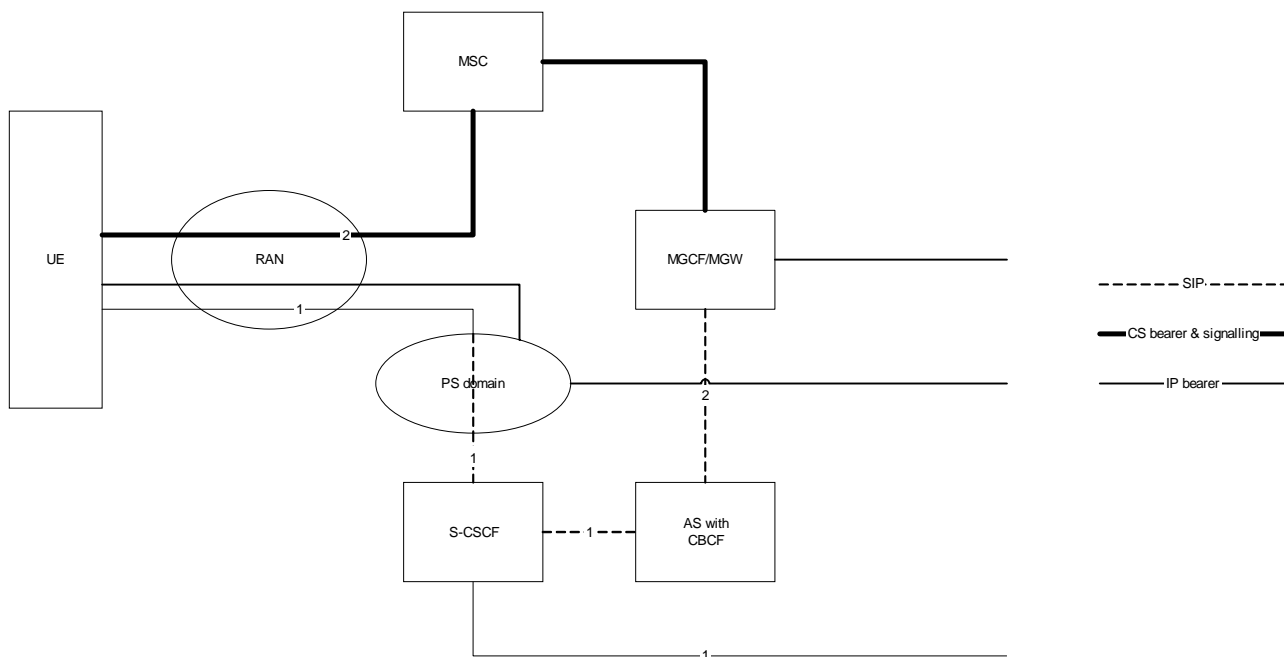 MSC
UE
RAN
2
MGCF/MGW
1
PS domain
2
1
S-CSCF
1
AS with
CBCF
1
SIP
CS bearer & signalling
IP bearer